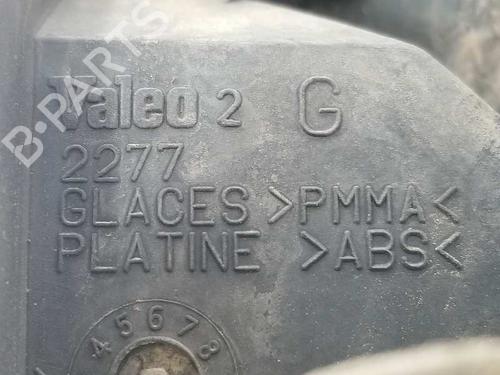 Valeo 2 G
2277
GLACES >PMMA<
PLATINE >ABS<
4 5 6 7 8
B-PARTS